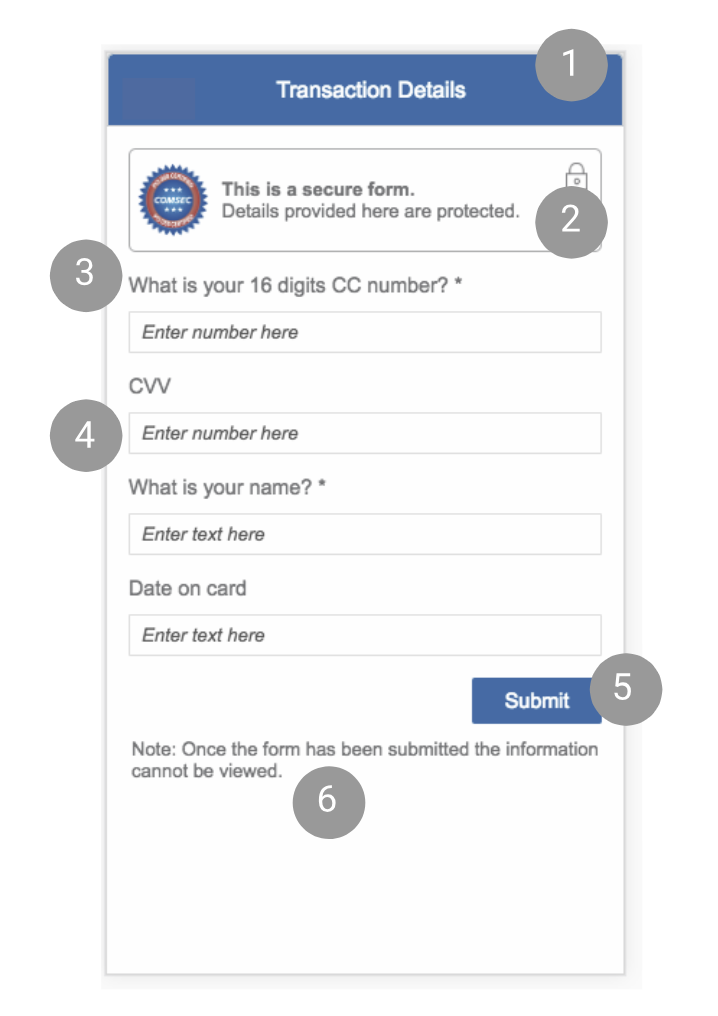 1
Transaction Details
This is a secure form.
COMSEC
Details provided here are protected.
2
3
What is your 16 digits CC number? *
Enter number here
CVV
4
Enter number here
What is your name? *
Enter text here
Date on card
Enter text here
Submit
5
Note: Once the form has been submitted the information
cannot be viewed.
6